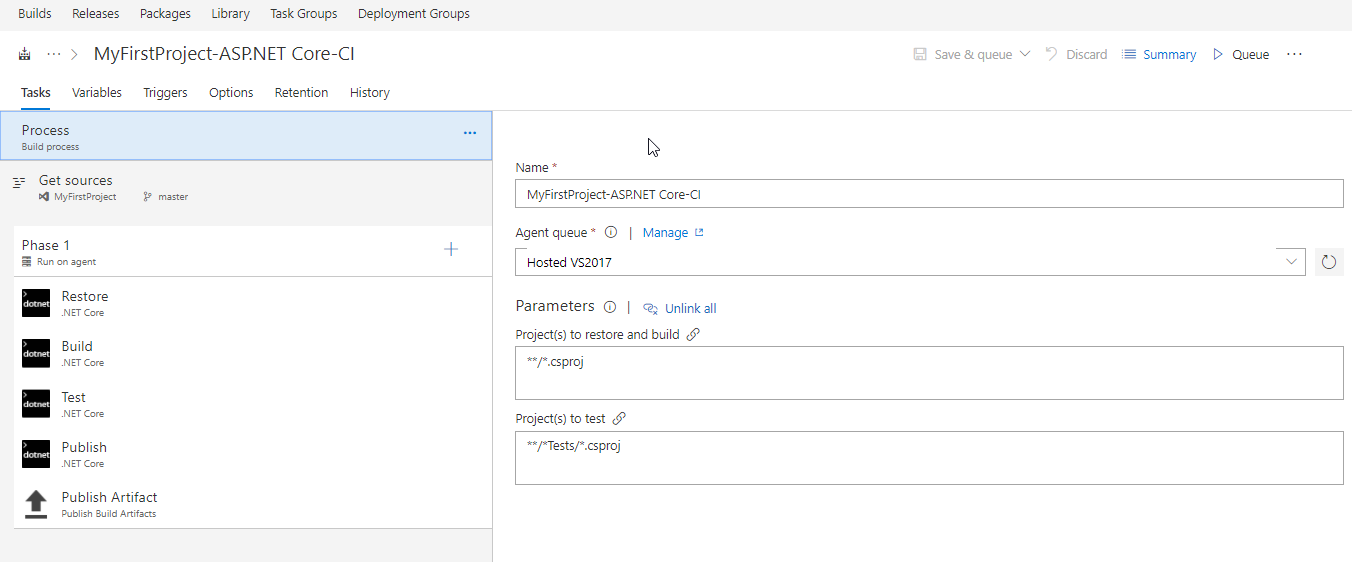 Builds Releases Packages Library Task Groups Deployment Groups
... > MyFirstProject-ASP.NET Core-CI Save & queue Discard Summary Queue ...
Tasks Variables Triggers Options Retention History
Process ...
Build process
Get sources
MyFirstProject master
Phase 1 +
Run on agent
>
dotnet
Restore
.NET Core
>
dotnet
Build
.NET Core
>
dotnet
Test
.NET Core
>
dotnet
Publish
.NET Core
Publish Artifact
Publish Build Artifacts
Name *
MyFirstProject-ASP.NET Core-CI
Agent queue * | Manage
Hosted VS2017
Parameters | Unlink all
Project(s) to restore and build
**/*.csproj
Project(s) to test
**/*Tests/*.csproj